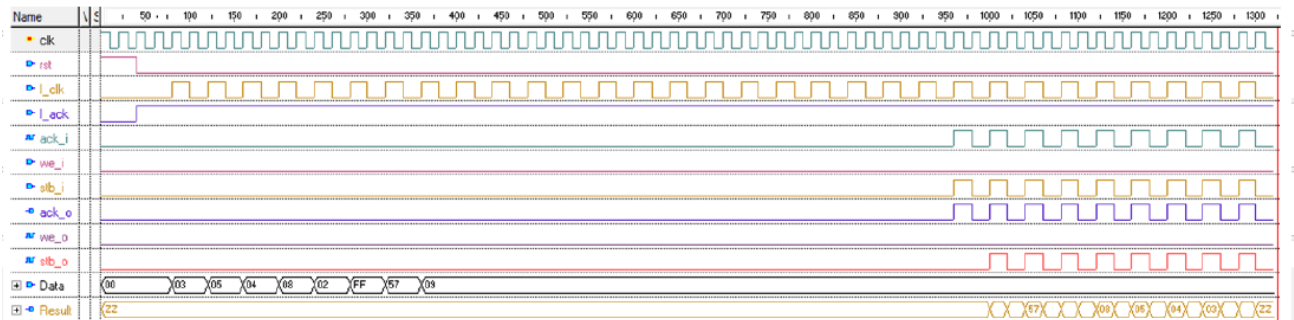 Name \ S 50 100 150 200 250 300 350 400 450 500 550 600 650 700 750 800 850 900 950 1000 1050 1100 1150 1200 1250 1300
clk
rst
l_clk
l_ack
ack_i
we_i
stb_i
ack_o
we_o
stb_o
Data 00 03 05 04 08 02 FF 57 09
Result ZZ 57 08 05 04 03 ZZ